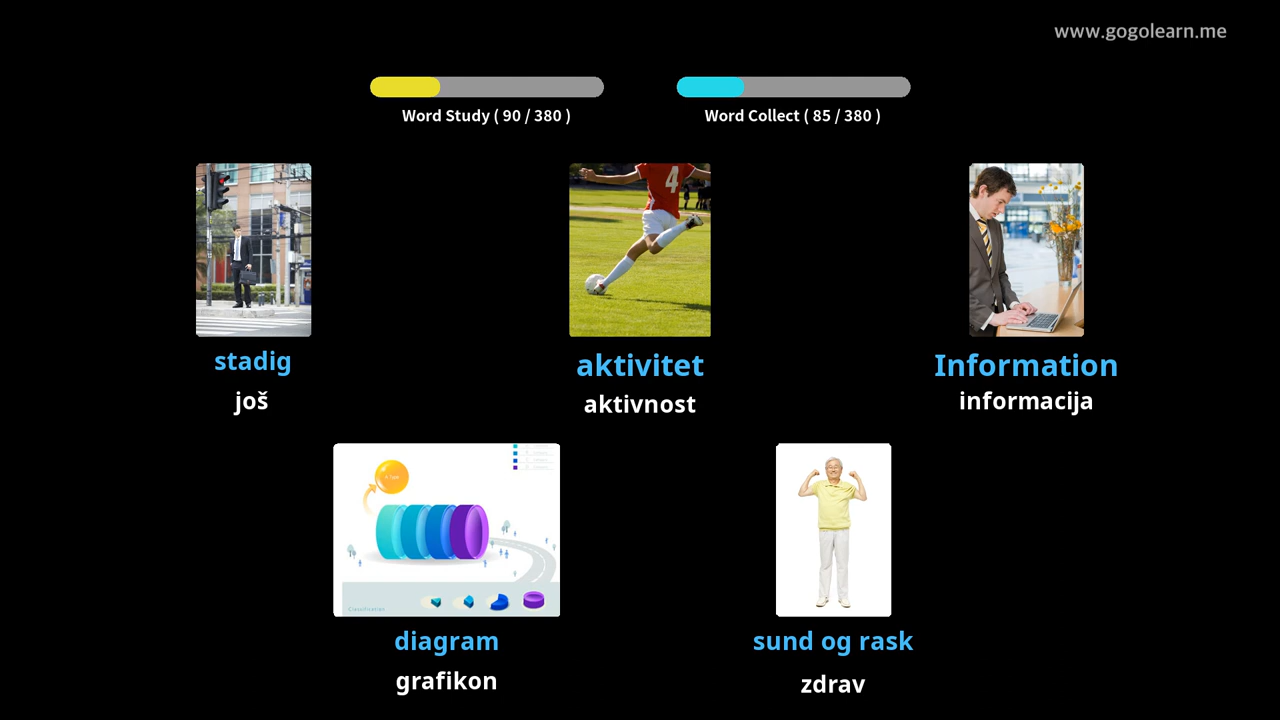 www.gogolearn.me
Word Study ( 90 / 380 )
Word Collect ( 85 / 380 )
4
stadig
još
aktivitet
aktivnost
Information
informacija
diagram
grafikon
sund og rask
zdrav